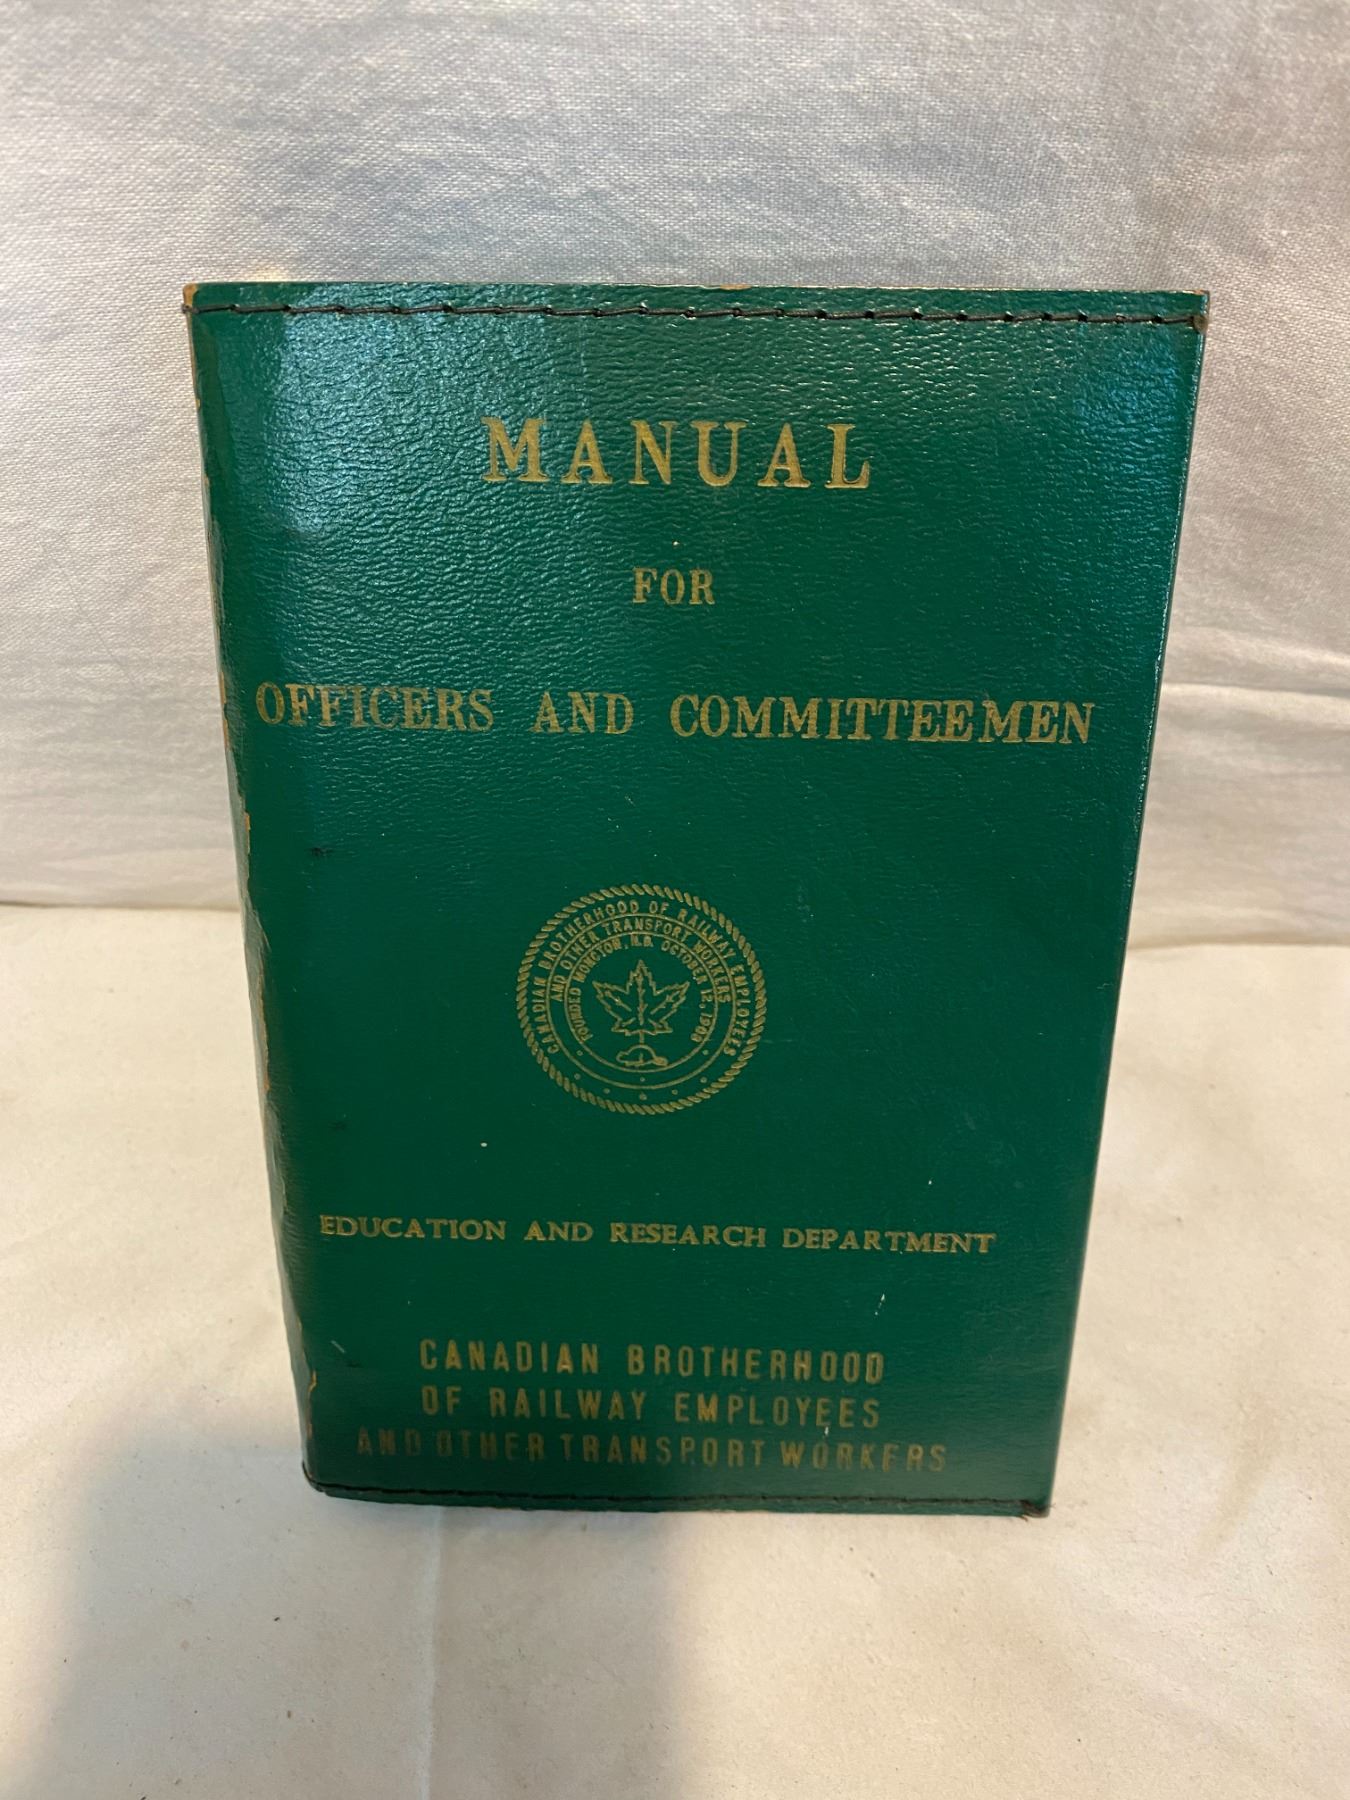 MANUAL
FOR
OFFICERS AND COMMITTEEMEN
CANADIAN BROTHERHOOD OF RAILWAY EMPLOYEES
AND OTHER TRANSPORT WORKERS
FOUNDED MONCTON, N.B. OCTOBER 12, 1908
EDUCATION AND RESEARCH DEPARTMENT
CANADIAN BROTHERHOOD
OF RAILWAY EMPLOYEES
AND OTHER TRANSPORT WORKERS